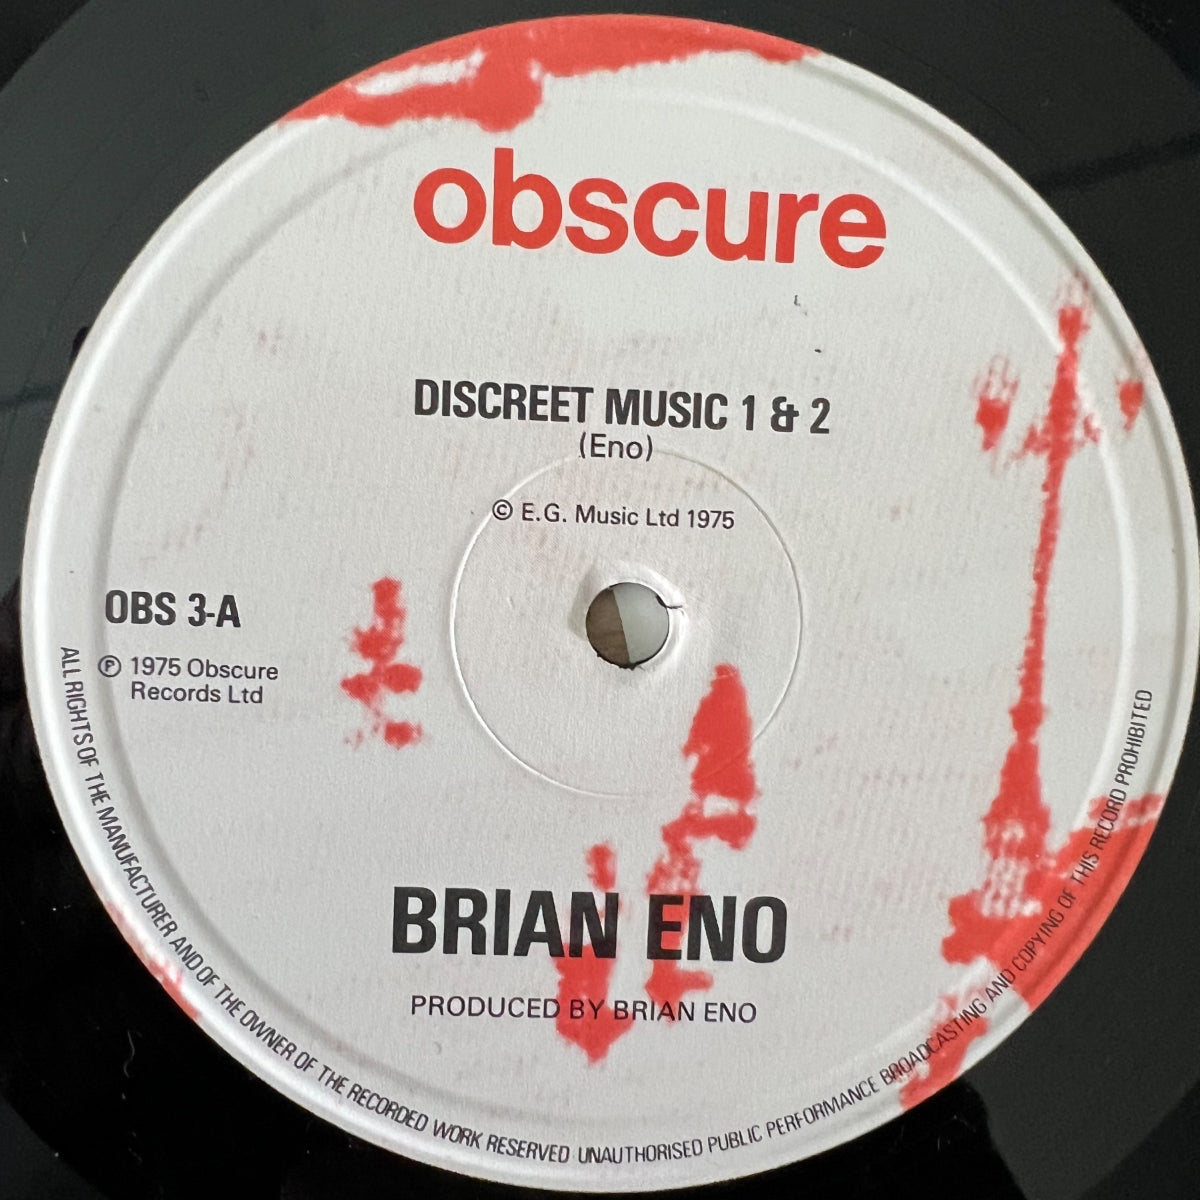 obscure
DISCREET MUSIC 1 & 2
(Eno)
© E.G. Music Ltd 1975
OBS 3-A
℗ 1975 Obscure
Records Ltd
BRIAN ENO
PRODUCED BY BRIAN ENO
ALL RIGHTS OF THE MANUFACTURER AND OF THE OWNER OF THE RECORDED WORK RESERVED UNAUTHORISED PUBLIC PERFORMANCE BROADCASTING AND COPYING OF THIS RECORD PROHIBITED